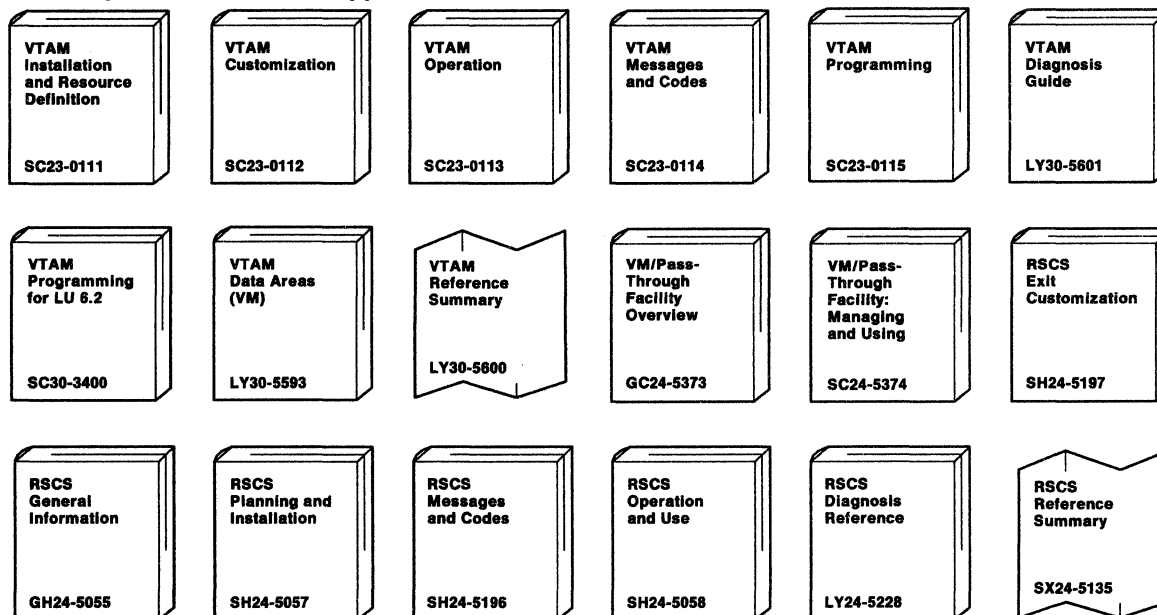 VTAM
Installation
and Resource
Definition
SC23-0111
VTAM
Customization
SC23-0112
VTAM
Operation
SC23-0113
VTAM
Messages
and Codes
SC23-0114
VTAM
Programming
SC23-0115
VTAM
Diagnosis
Guide
LY30-5601
VTAM
Programming
for LU 6.2
SC30-3400
VTAM
Data Areas
(VM)
LY30-5593
VTAM
Reference
Summary
LY30-5600
VM/Pass-
Through
Facility
Overview
GC24-5373
VM/Pass-
Through
Facility:
Managing
and Using
SC24-5374
RSCS
Exit
Customization
SH24-5197
RSCS
General
Information
GH24-5055
RSCS
Planning and
Installation
SH24-5057
RSCS
Messages
and Codes
SH24-5196
RSCS
Operation
and Use
SH24-5058
RSCS
Diagnosis
Reference
LY24-5228
RSCS
Reference
Summary
SX24-5135